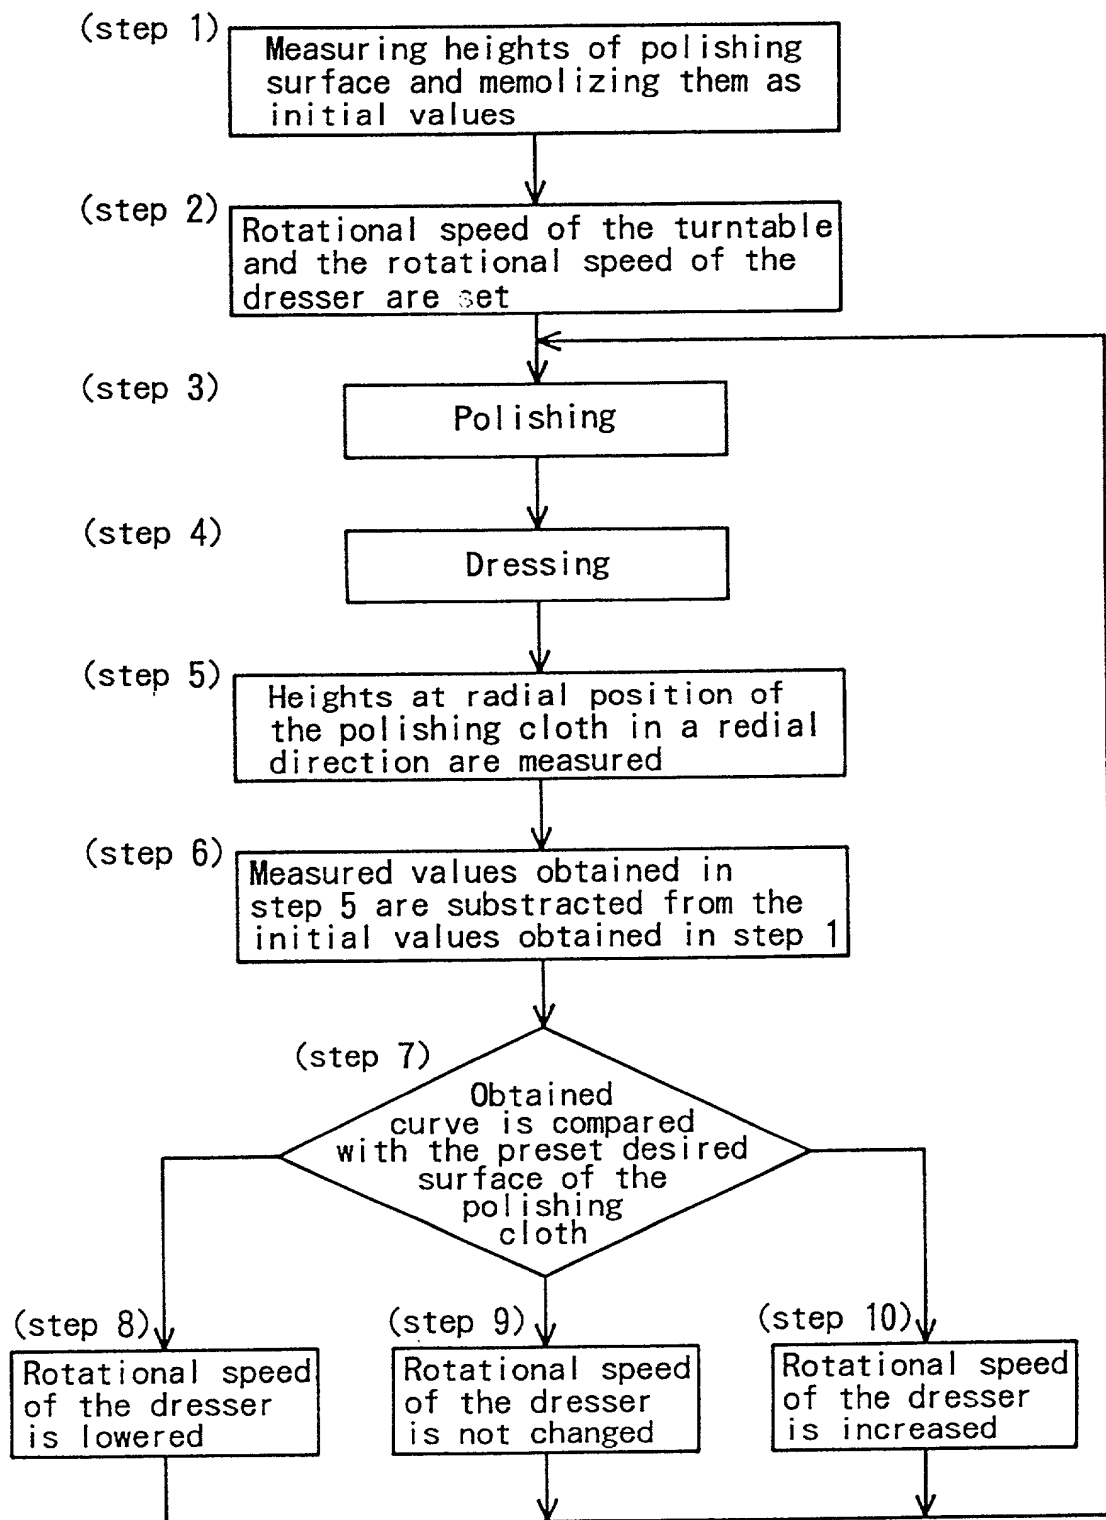 (step 1)
Measuring heights of polishing
surface and memolizing them as
initial values
(step 2)
Rotational speed of the turntable
and the rotational speed of the
dresser are set
(step 3)
Polishing
(step 4)
Dressing
(step 5)
Heights at radial position of
the polishing cloth in a redial
direction are measured
(step 6)
Measured values obtained in
step 5 are substracted from the
initial values obtained in step 1
(step 7)
Obtained
curve is compared
with the preset desired
surface of the
polishing
cloth
(step 8)
Rotational speed
of the dresser
is lowered
(step 9)
Rotational speed
of the dresser
is not changed
(step 10)
Rotational speed
of the dresser
is increased